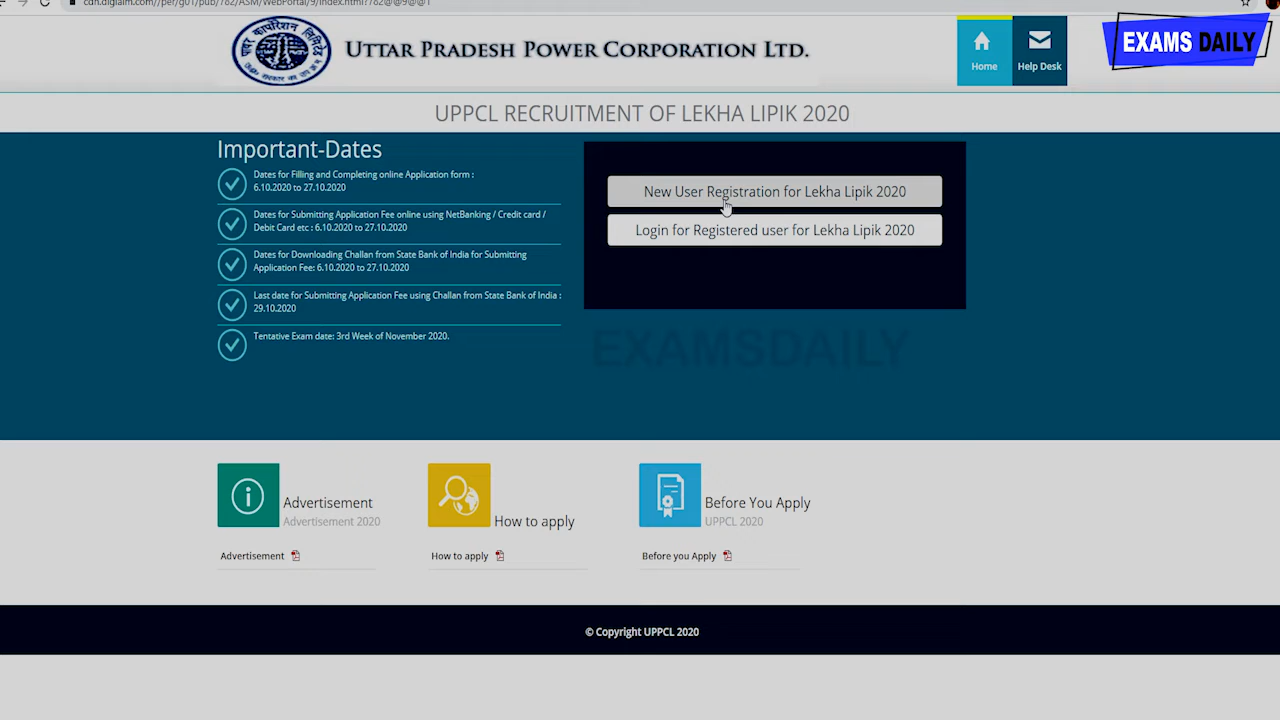 UTTAR PRADESH POWER CORPORATION LTD.
Home
Help Desk
EXAMS DAILY
UPPCL RECRUITMENT OF LEKHA LIPIK 2020
Important-Dates
Dates for Filling and Completing online Application form :
6.10.2020 to 27.10.2020
Dates for Submitting Application Fee online using NetBanking / Credit card /
Debit Card etc : 6.10.2020 to 27.10.2020
Dates for Downloading Challan from State Bank of India for Submitting
Application Fee: 6.10.2020 to 27.10.2020
Last date for Submitting Application Fee using Challan from State Bank of India :
29.10.2020
Tentative Exam date: 3rd Week of November 2020.
New User Registration for Lekha Lipik 2020
Login for Registered user for Lekha Lipik 2020
EXAMSDAILY
Advertisement
Advertisement 2020
Advertisement
How to apply
How to apply
Before You Apply
UPPCL 2020
Before you Apply
© Copyright UPPCL 2020